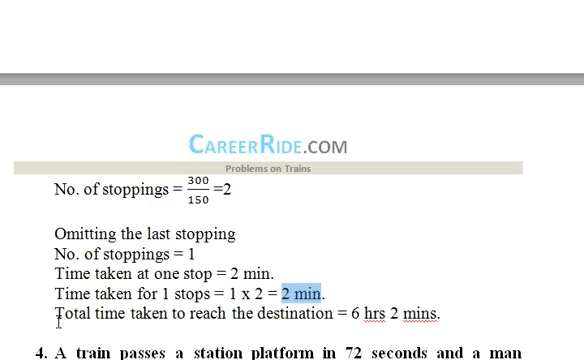 CAREERRIDE.COM
Problems on Trains
No. of stoppings = 300/150 =2
Omitting the last stopping
No. of stoppings = 1
Time taken at one stop = 2 min.
Time taken for 1 stops = 1 x 2 = 2 min.
Total time taken to reach the destination = 6 hrs 2 mins.
4. A train passes a station platform in 72 seconds and a man